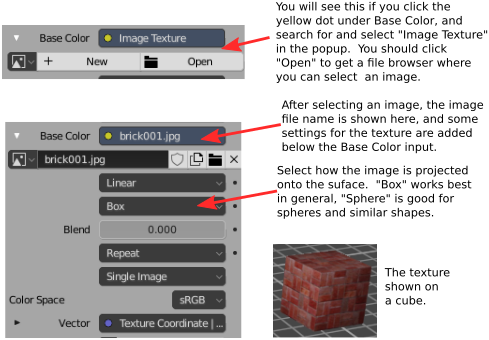 Base Color Image Texture
+ New Open
You will see this if you click the
yellow dot under Base Color, and
search for and select "Image Texture"
in the popup. You should click
"Open" to get a file browser where
you can select an image.
After selecting an image, the image
file name is shown here, and some
settings for the texture are added
below the Base Color input.
Select how the image is projected
onto the suface. "Box" works best
in general, "Sphere" is good for
spheres and similar shapes.
Base Color brick001.jpg
brick001.jpg
Linear
Box
Blend 0.000
Repeat
Single Image
Color Space sRGB
Vector Texture Coordinate | ...
The texture
shown on
a cube.